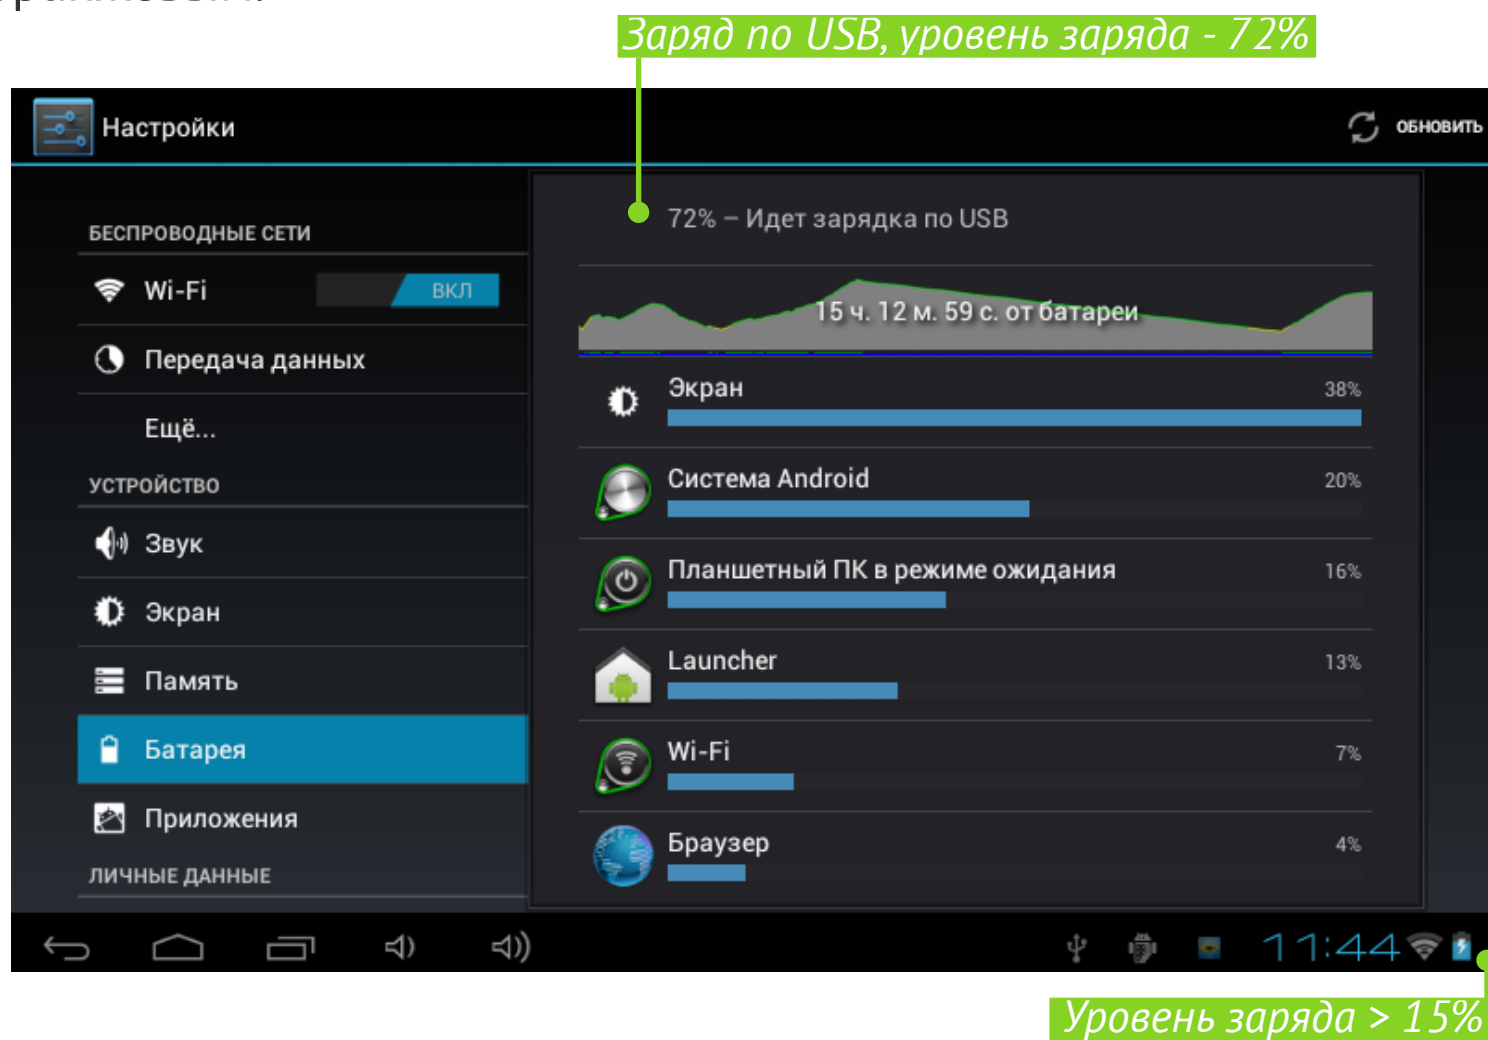 Заряд по USB, уровень заряда - 72%
Настройки
ОБНОВИТЬ
72% – Идет зарядка по USB
БЕСПРОВОДНЫЕ СЕТИ
Wi-Fi
ВКЛ
15 ч. 12 м. 59 с. от батареи
Передача данных
Экран
38%
Ещё...
Система Android
20%
УСТРОЙСТВО
Звук
Планшетный ПК в режиме ожидания
16%
Экран
Launcher
13%
Память
Батарея
Wi-Fi
7%
Приложения
Браузер
4%
ЛИЧНЫЕ ДАННЫЕ
11:44
Уровень заряда > 15%